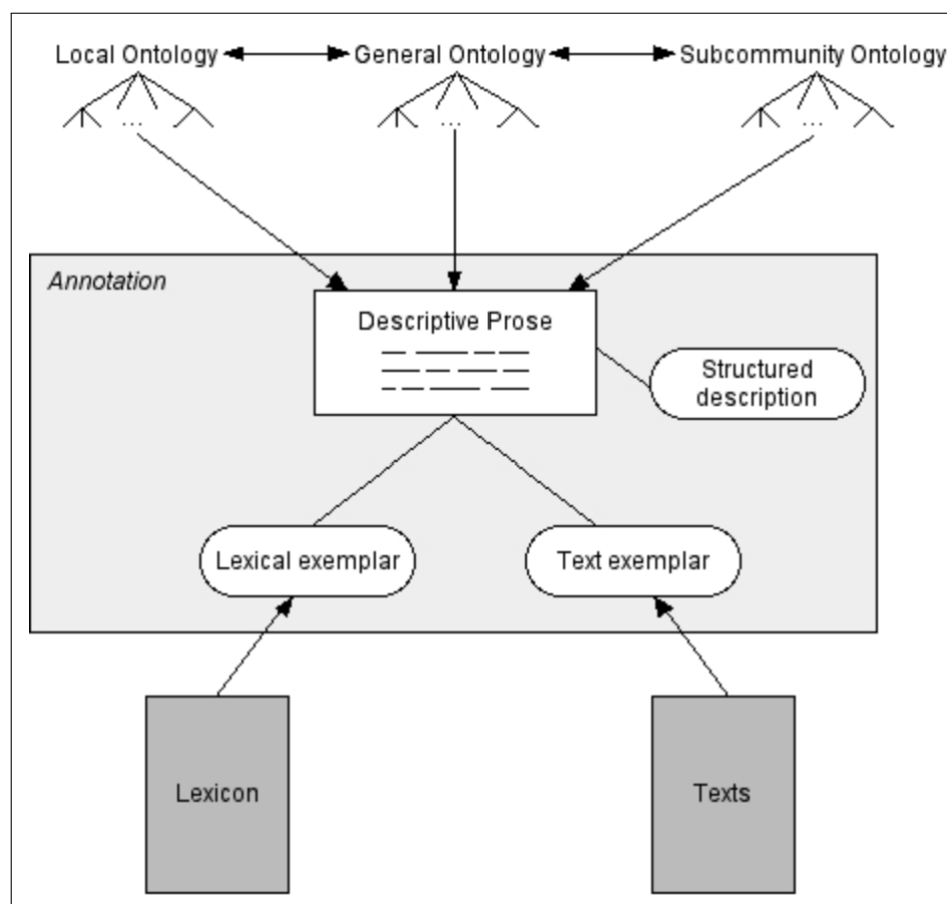 Local Ontology General Ontology Subcommunity Ontology
... ... ...
Annotation
Descriptive Prose
Structured
description
Lexical exemplar Text exemplar
Lexicon Texts